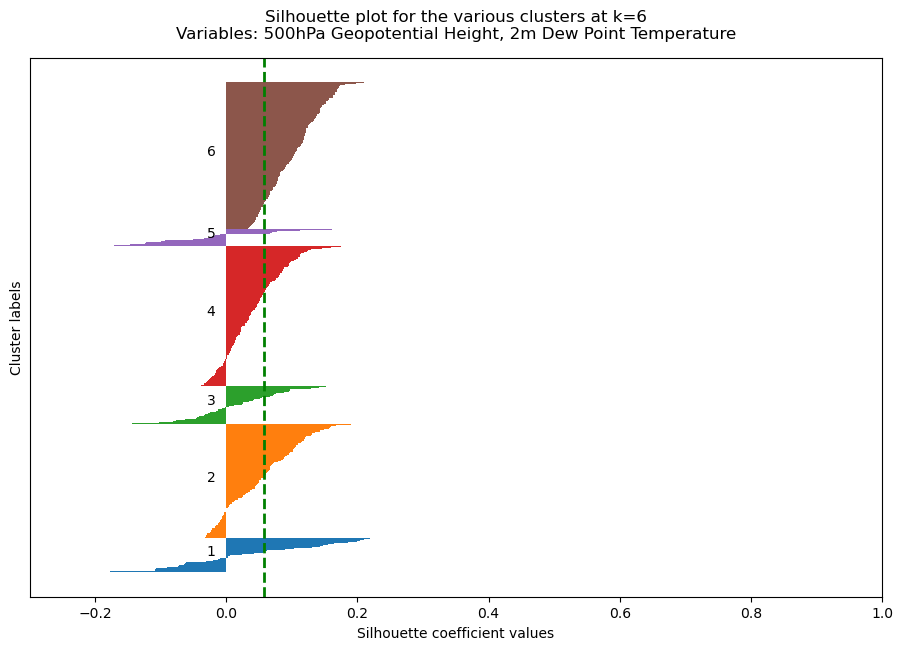 Silhouette plot for the various clusters at k=6
Variables: 500hPa Geopotential Height, 2m Dew Point Temperature
Cluster labels
6
5
4
3
2
1
−0.2 0.0 0.2 0.4 0.6 0.8 1.0
Silhouette coefficient values